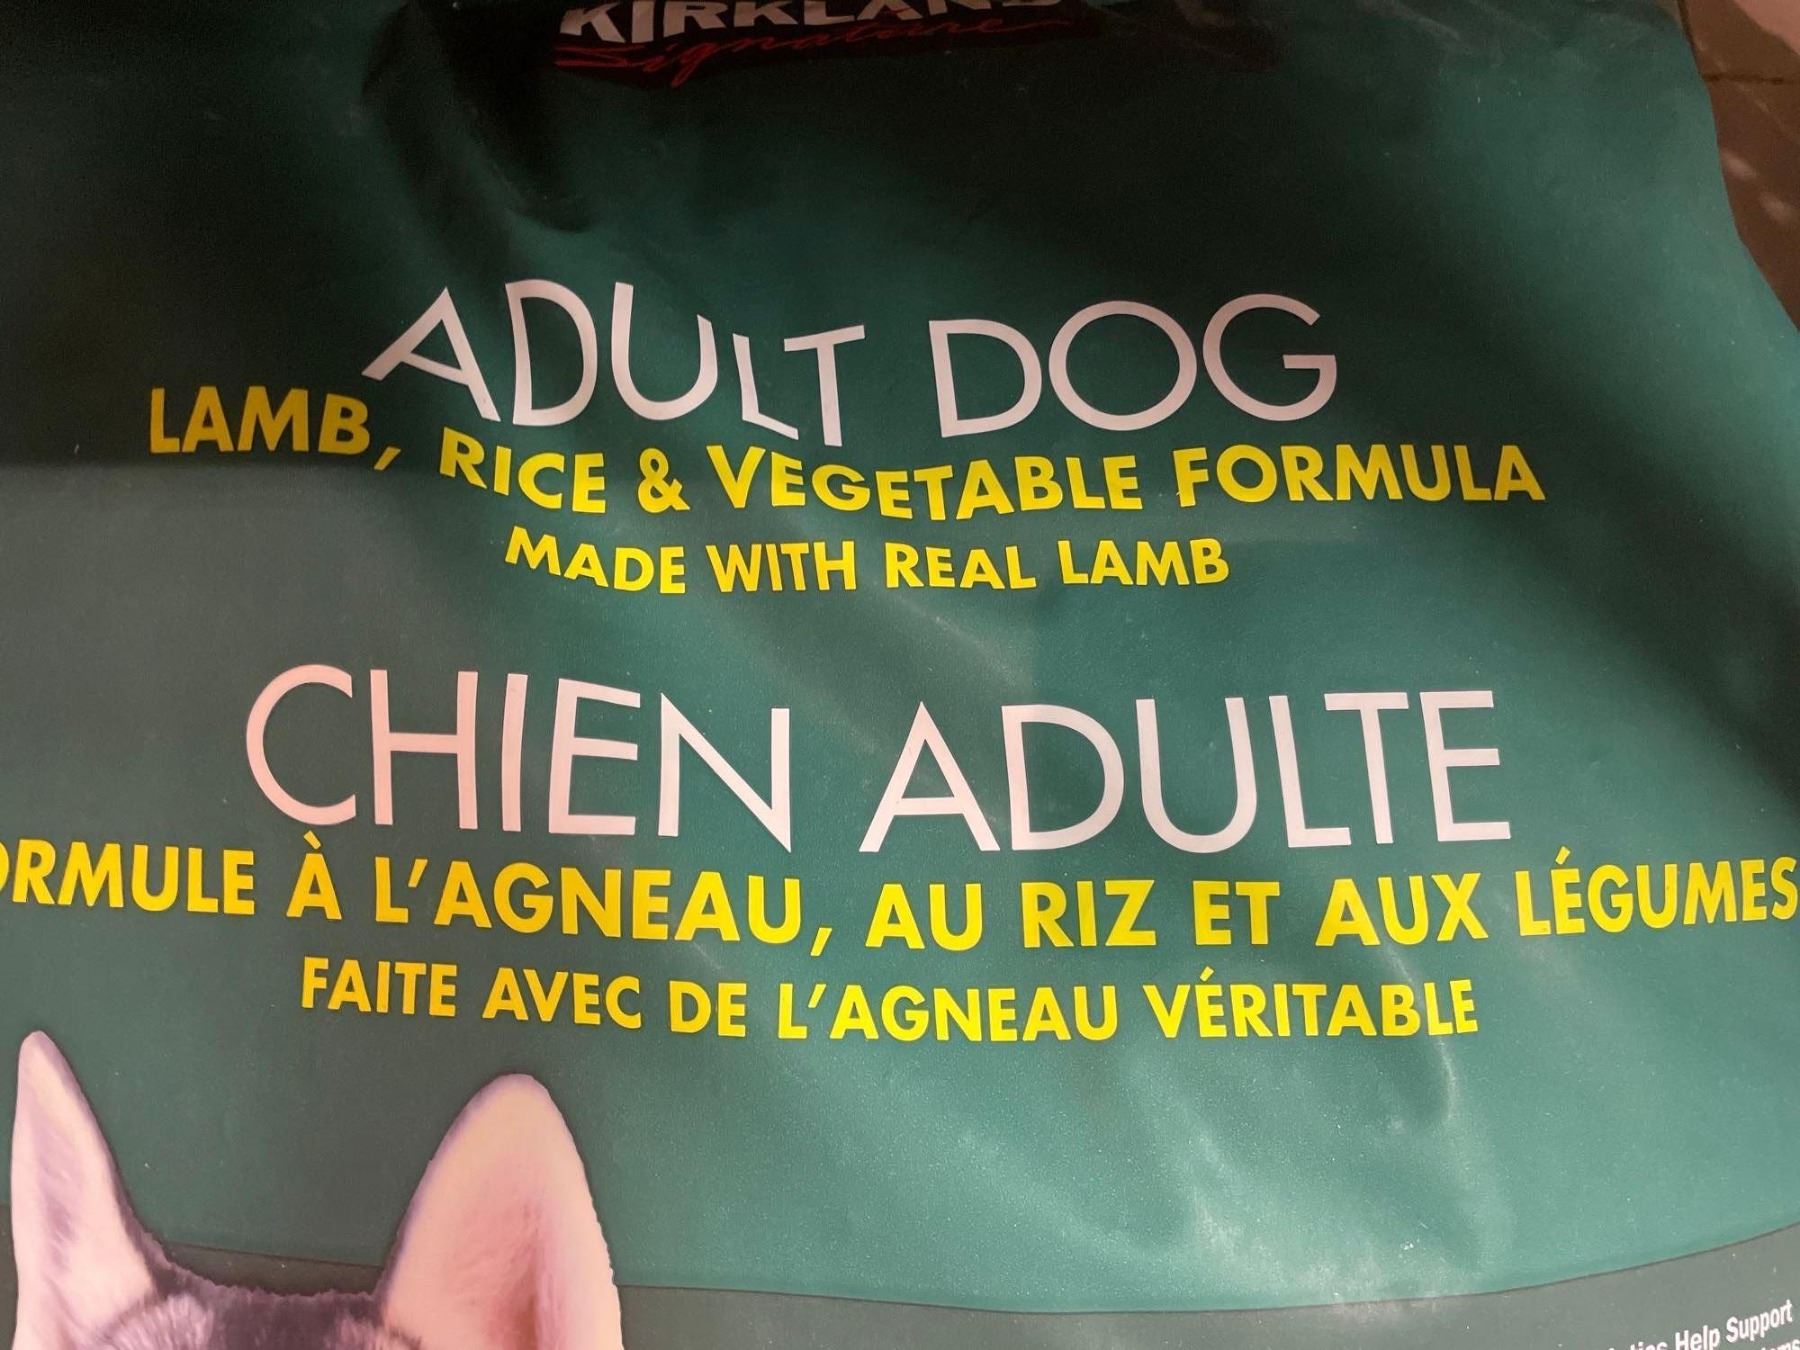 KIRKLAND
Signature
ADULT DOG
LAMB, RICE & VEGETABLE FORMULA
MADE WITH REAL LAMB
CHIEN ADULTE
ORMULE À L'AGNEAU, AU RIZ ET AUX LÉGUMES
FAITE AVEC DE L'AGNEAU VÉRITABLE
Help Support